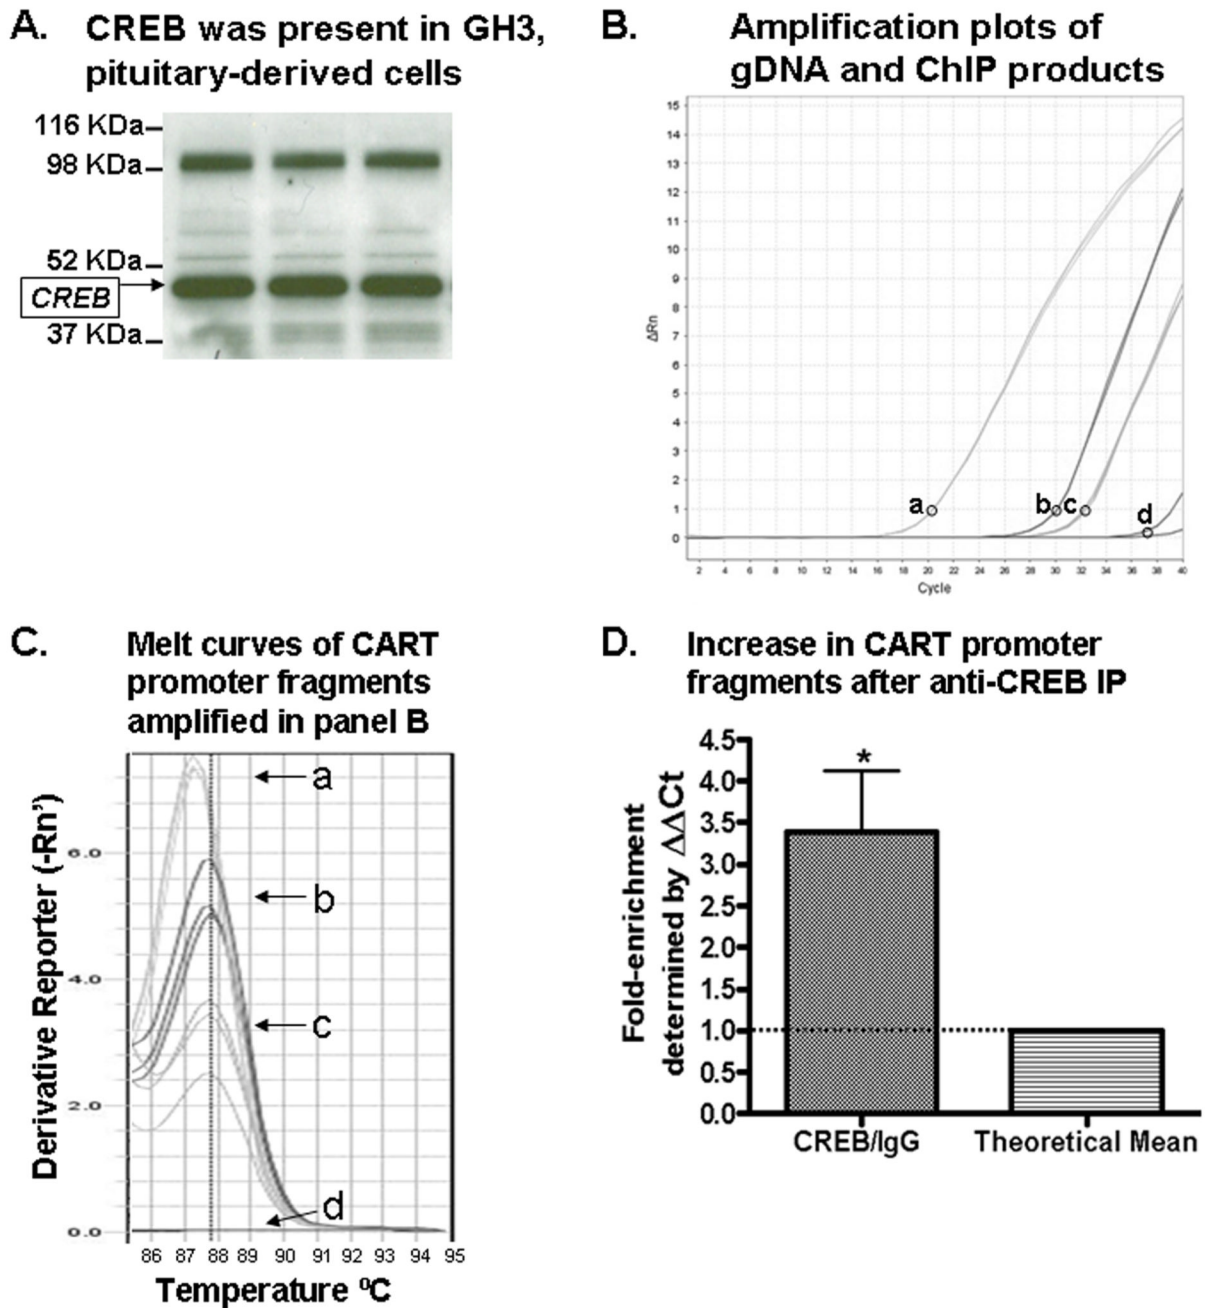 A. CREB was present in GH3,
pituitary-derived cells
116 KDa
98 KDa
52 KDa
CREB
37 KDa
B. Amplification plots of
gDNA and ChIP products
15
14
13
12
11
10
9
8
7
6
5
4
3
2
1
0
ΔRn
a
b
c
d
2 4 6 8 10 12 14 16 18 20 22 24 26 28 30 32 34 36 38 40
Cycle
C. Melt curves of CART
promoter fragments
amplified in panel B
Derivative Reporter (-Rn')
6.0
4.0
2.0
0.0
a
b
c
d
86 87 88 89 90 91 92 93 94 95
Temperature ºC
D. Increase in CART promoter
fragments after anti-CREB IP
Fold-enrichment
determined by ΔΔCt
4.5
4.0
3.5
3.0
2.5
2.0
1.5
1.0
0.5
0.0
*
CREB/IgG Theoretical Mean